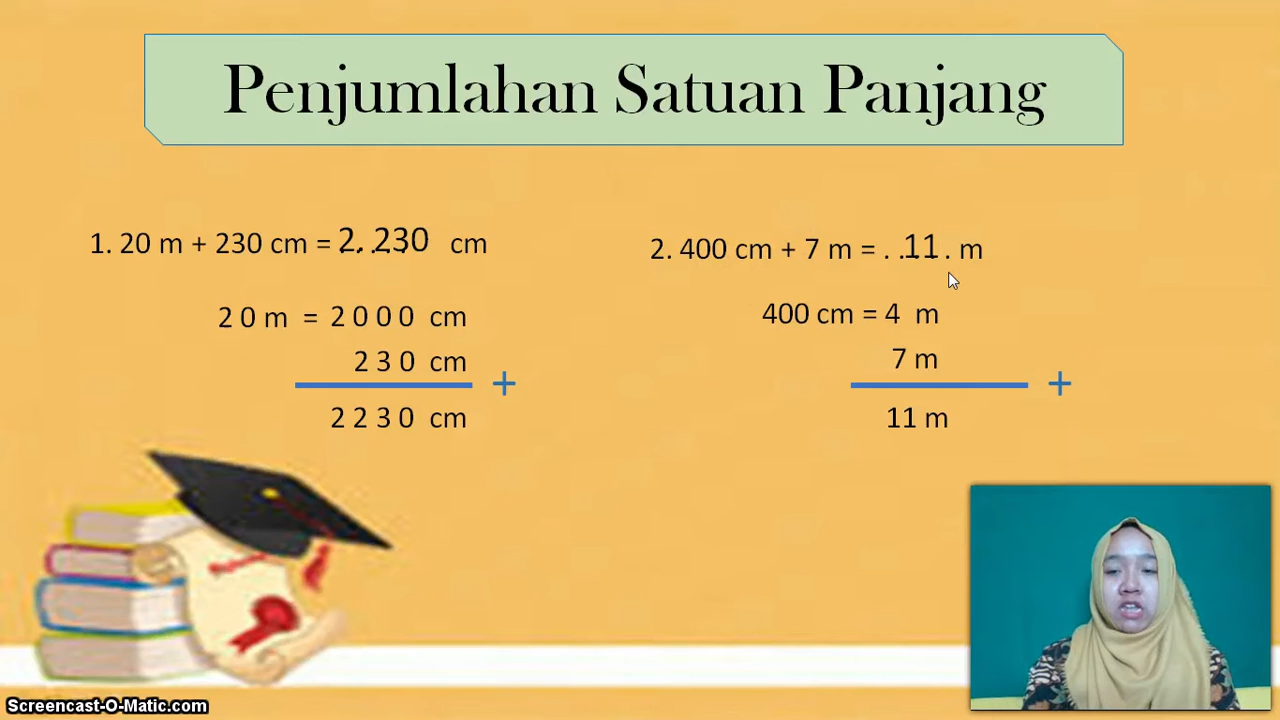 Penjumlahan Satuan Panjang
1. 20 m + 230 cm = 2.230 cm
2 0 m = 2 0 0 0 cm
2 3 0 cm
+
2 2 3 0 cm
2. 400 cm + 7 m = . . 11 . m
400 cm = 4 m
7 m
+
11 m
Screencast-O-Matic.com